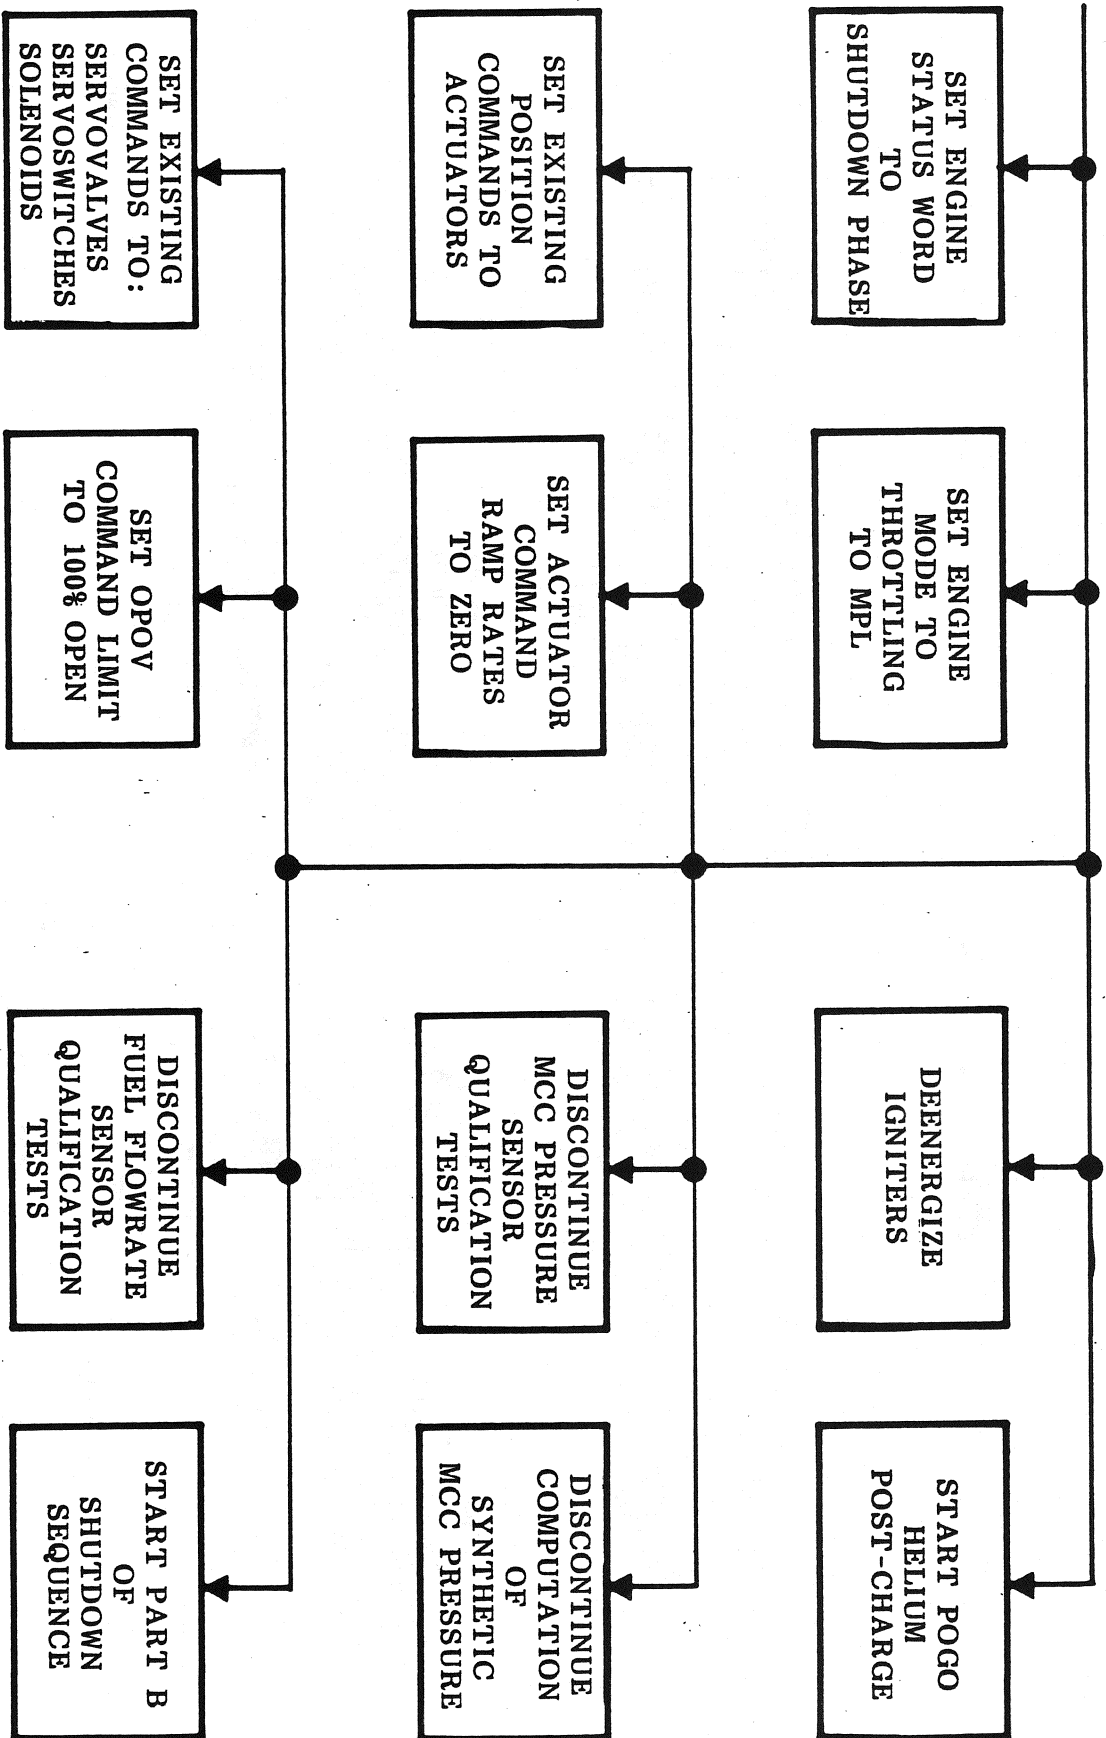 SET ENGINE
STATUS WORD
TO
SHUTDOWN PHASE
SET ENGINE
MODE TO
THROTTLING
TO MPL
DEENERGIZE
IGNITERS
START POGO
HELIUM
POST-CHARGE
SET EXISTING
POSITION
COMMANDS TO
ACTUATORS
SET ACTUATOR
COMMAND
RAMP RATES
TO ZERO
DISCONTINUE
MCC PRESSURE
SENSOR
QUALIFICATION
TESTS
DISCONTINUE
COMPUTATION
OF
SYNTHETIC
MCC PRESSURE
SET EXISTING
COMMANDS TO:
SERVOVALVES
SERVOSWITCHES
SOLENOIDS
SET OPOV
COMMAND LIMIT
TO 100% OPEN
DISCONTINUE
FUEL FLOWRATE
SENSOR
QUALIFICATION
TESTS
START PART B
OF
SHUTDOWN
SEQUENCE